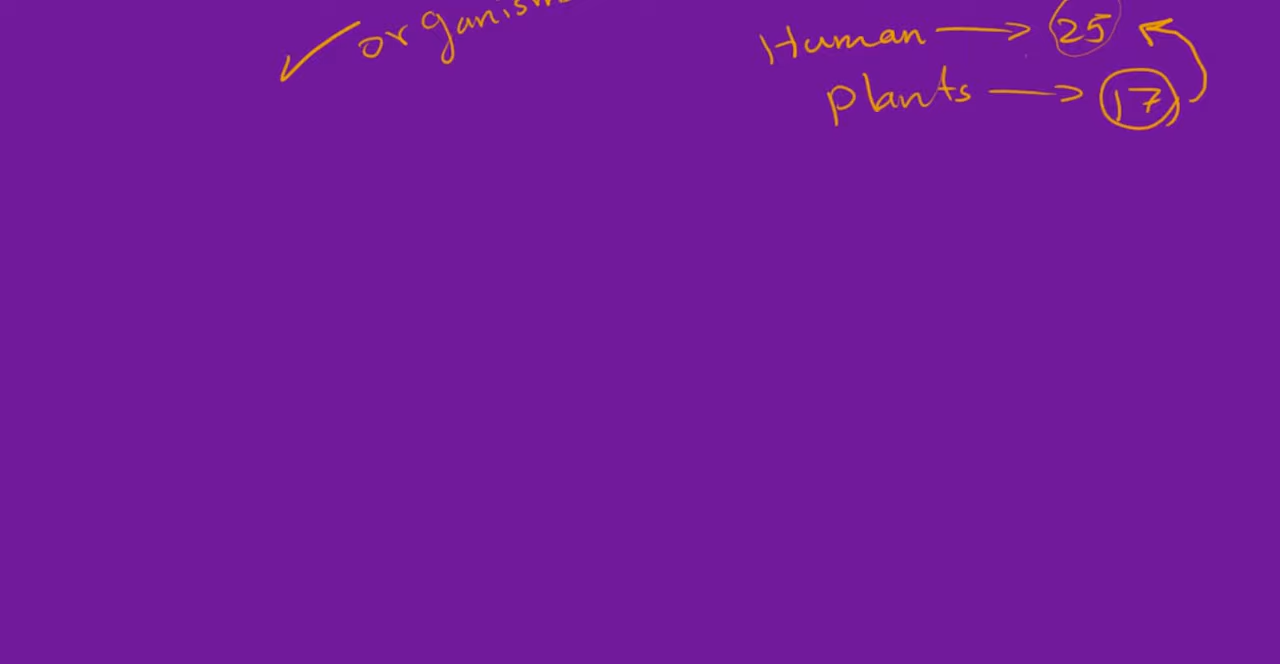 organism
Human → 25
plants → 17